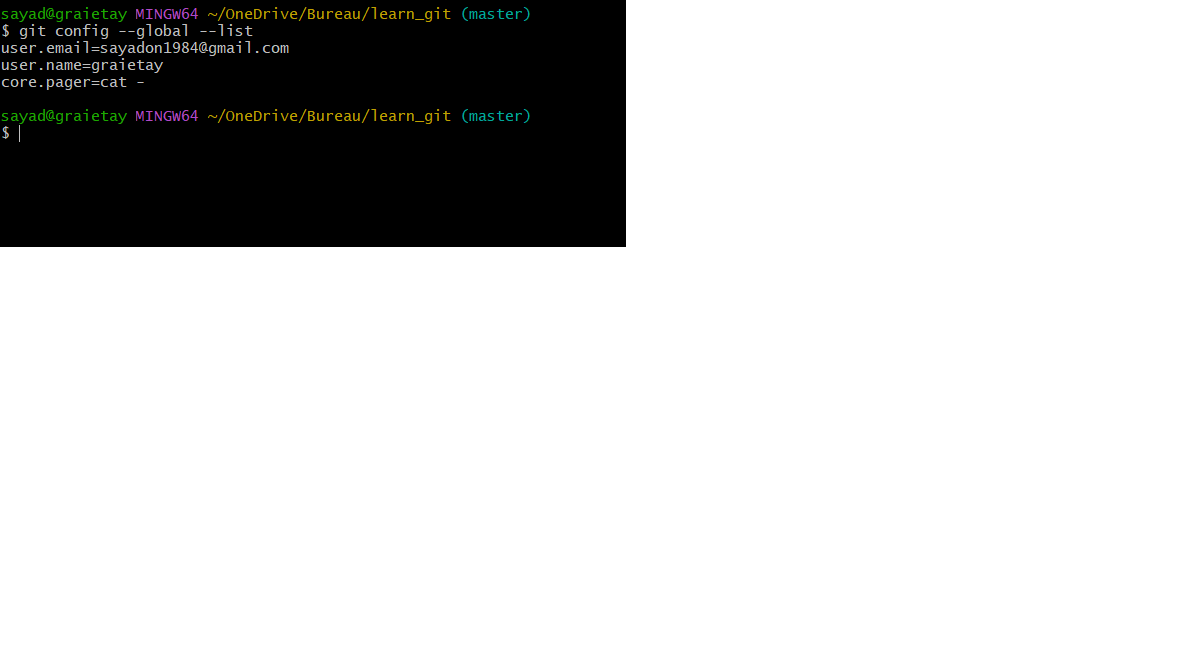 sayad@graietay MINGW64 ~/OneDrive/Bureau/learn_git (master)
$ git config --global --list
user.email=sayadon1984@gmail.com
user.name=graietay
core.pager=cat -
sayad@graietay MINGW64 ~/OneDrive/Bureau/learn_git (master)
$